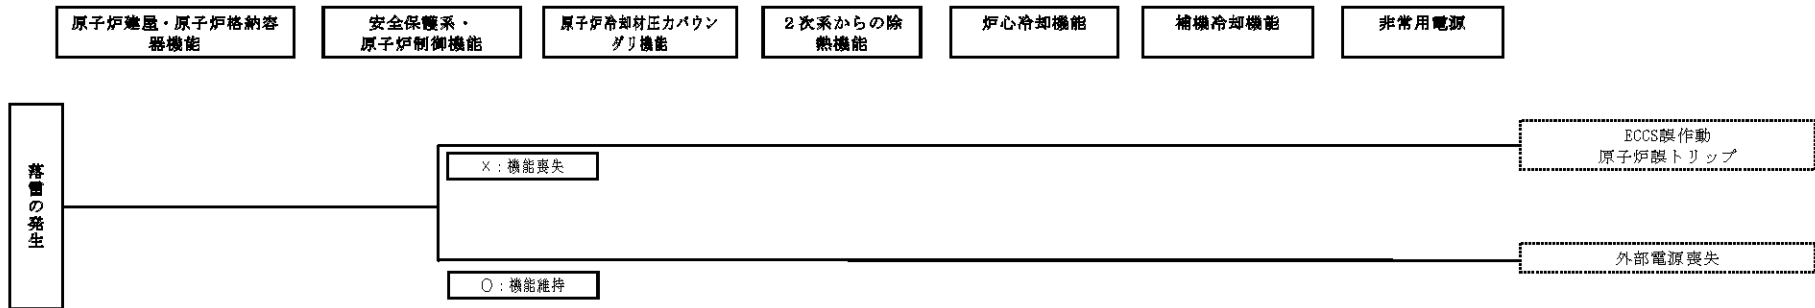 原子炉建屋・原子炉格納容
器機能
安全保護系・
原子炉制御機能
原子炉冷却材圧力バウン
ダリ機能
２次系からの除
熱機能
炉心冷却機能
補機冷却機能
非常用電源
落雷の発生
ECCS誤作動
原子炉誤トリップ
×：機能喪失
外部電源喪失
○：機能維持